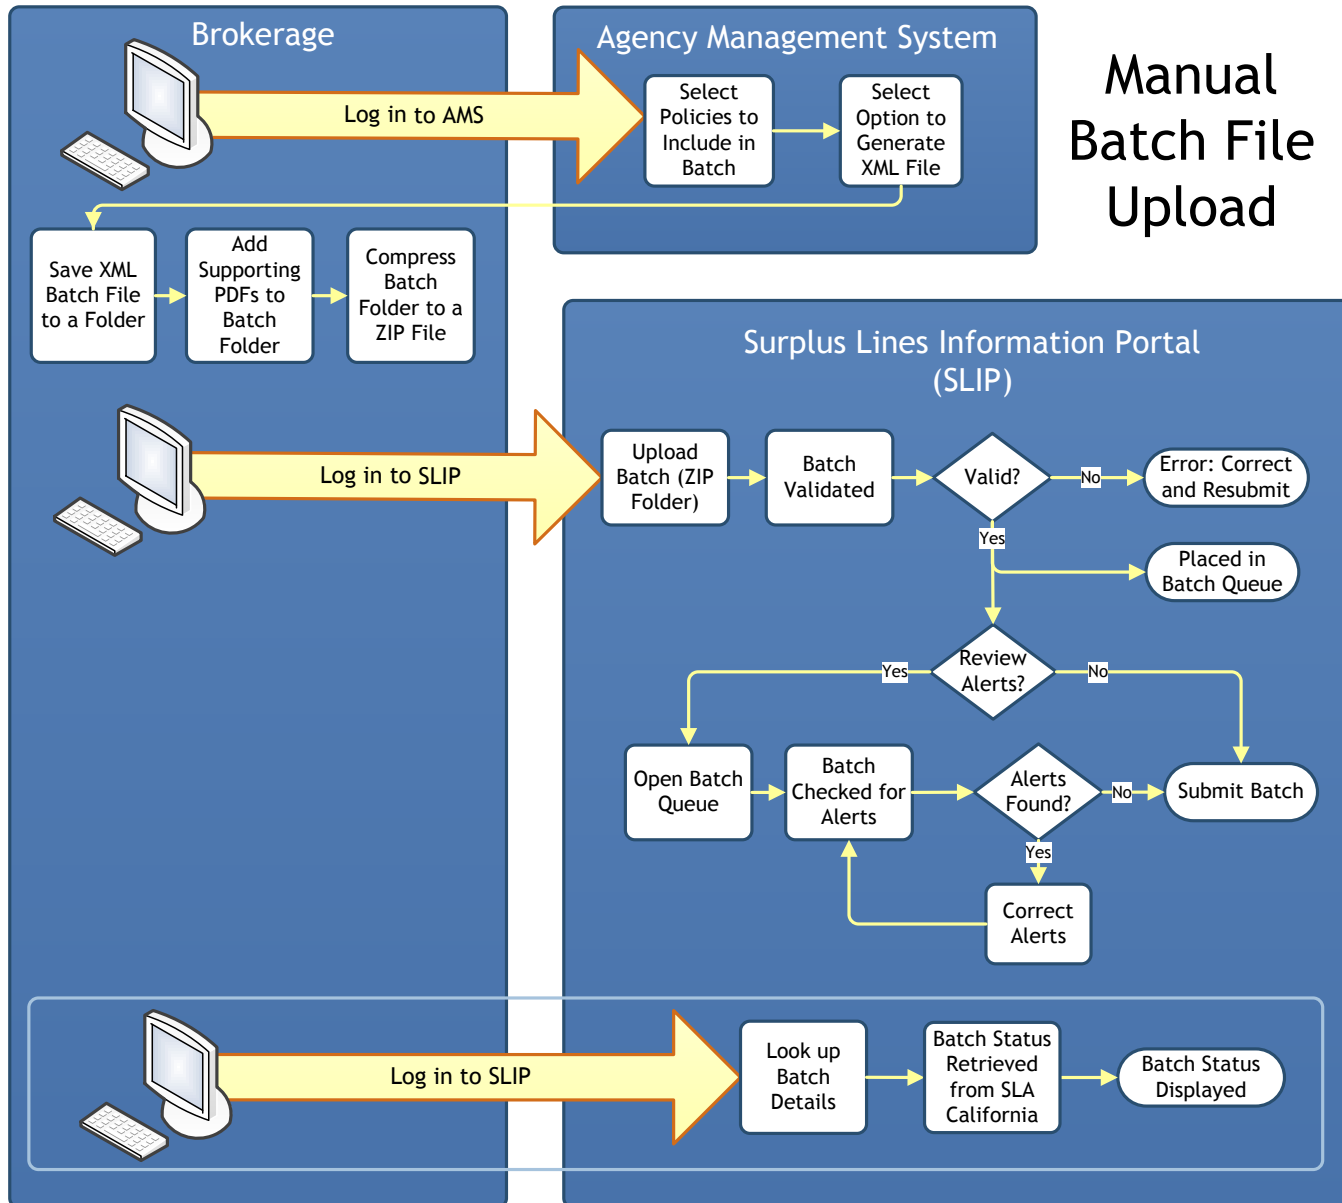 Brokerage
Agency Management System
Manual
Batch File
Upload
Log in to AMS
Select
Policies to
Include in
Batch
Select
Option to
Generate
XML File
Save XML
Batch File
to a Folder
Add
Supporting
PDFs to
Batch
Folder
Compress
Batch
Folder to a
ZIP File
Surplus Lines Information Portal
(SLIP)
Log in to SLIP
Upload
Batch (ZIP
Folder)
Batch
Validated
Valid?
No
Error: Correct
and Resubmit
Yes
Placed in
Batch Queue
Review
Alerts?
Yes
No
Open Batch
Queue
Batch
Checked for
Alerts
Alerts
Found?
No
Submit Batch
Yes
Correct
Alerts
Log in to SLIP
Look up
Batch
Details
Batch Status
Retrieved
from SLA
California
Batch Status
Displayed